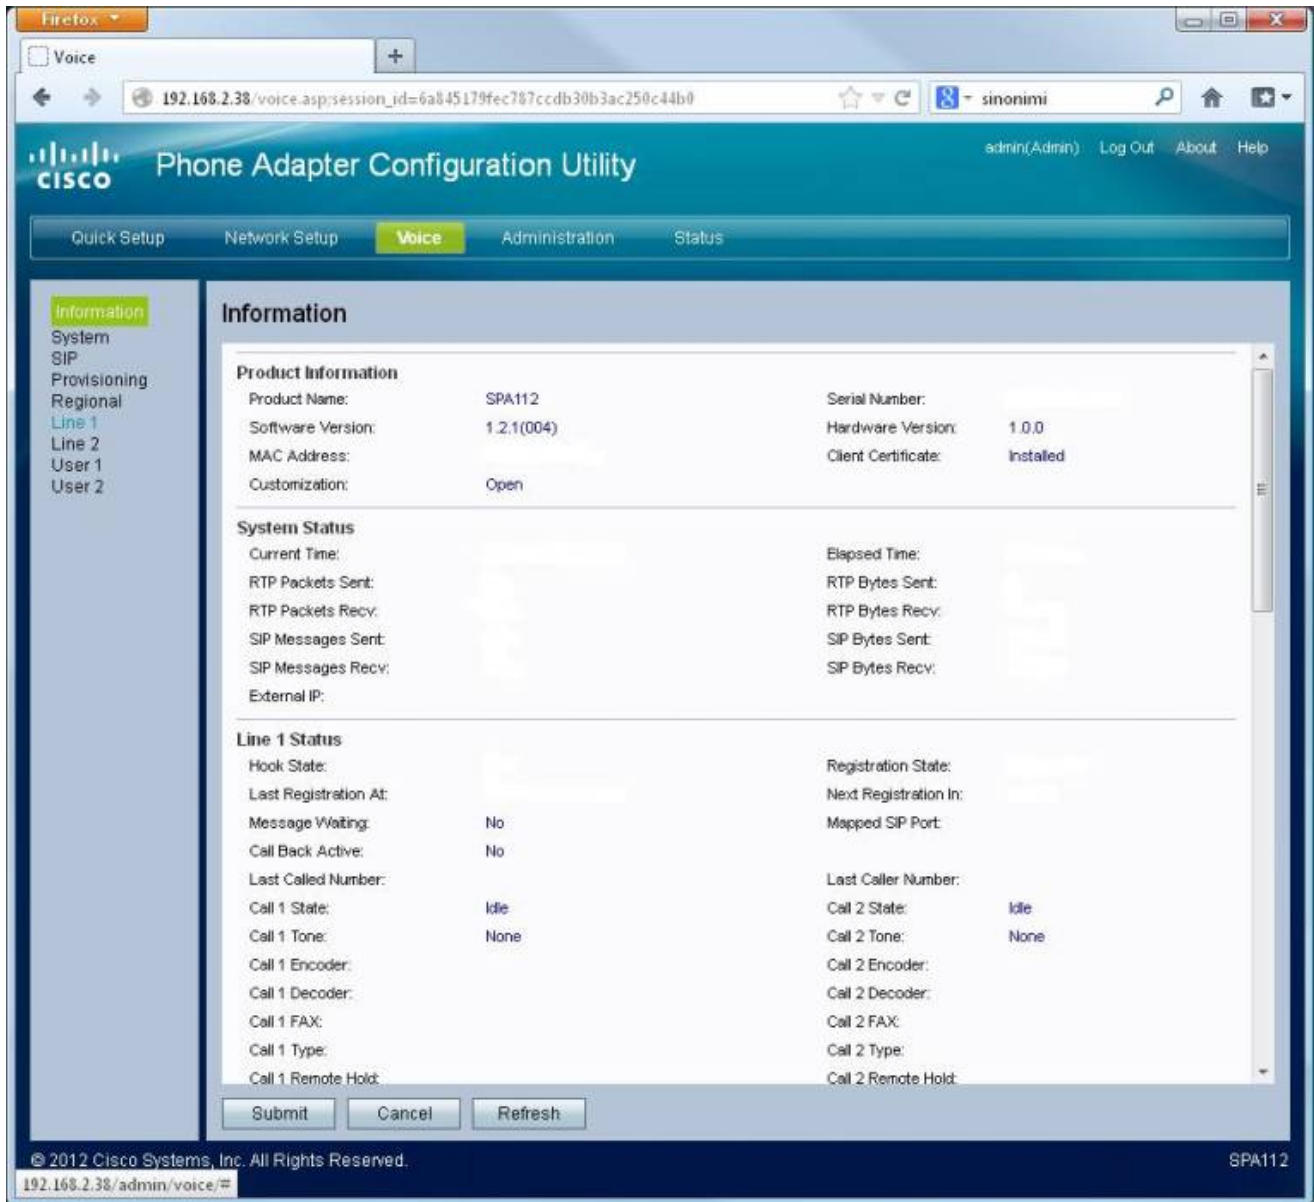 Firefox
Voice
192.168.2.38/voice.asp;session_id=6a845179fec787ccdb30b3ac250c44b0
sinonimi
CISCO
Phone Adapter Configuration Utility
admin(Admin) Log Out About Help
Quick Setup Network Setup Voice Administration Status
Information
System
SIP
Provisioning
Regional
Line 1
Line 2
User 1
User 2
Information
Product Information
Product Name: SPA112 Serial Number:
Software Version: 1.2.1(004) Hardware Version: 1.0.0
MAC Address: Client Certificate: Installed
Customization: Open
System Status
Current Time: Elapsed Time:
RTP Packets Sent: RTP Bytes Sent:
RTP Packets Recv: RTP Bytes Recv:
SIP Messages Sent: SIP Bytes Sent:
SIP Messages Recv: SIP Bytes Recv:
External IP:
Line 1 Status
Hook State: Registration State:
Last Registration At: Next Registration In:
Message Waiting: No Mapped SIP Port:
Call Back Active: No
Last Called Number: Last Caller Number:
Call 1 State: Idle Call 2 State: Idle
Call 1 Tone: None Call 2 Tone: None
Call 1 Encoder: Call 2 Encoder:
Call 1 Decoder: Call 2 Decoder:
Call 1 FAX: Call 2 FAX:
Call 1 Type: Call 2 Type:
Call 1 Remote Hold: Call 2 Remote Hold:
Submit Cancel Refresh
© 2012 Cisco Systems, Inc. All Rights Reserved. SPA112
192.168.2.38/admin/voice/#